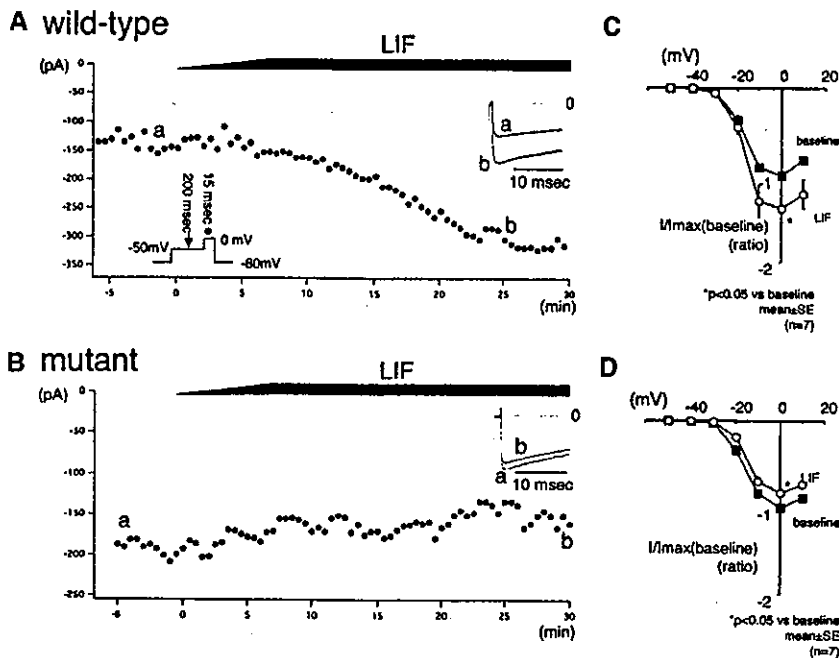 A wild-type
LIF
(pA)
0
-50
-100
-150
-200
-250
-300
-350
a
b
0
a
b
10 msec
200 msec
15 msec
-50mV
0 mV
-80mV
-5 0 5 10 15 20 25 30
(min)
B mutant
LIF
(pA)
0
-50
-100
-150
-200
-250
a
b
0
b
a
10 msec
-5 0 5 10 15 20 25 30
(min)
C
(mV)
-40 -20 0 20
baseline
-1
LIF
*
I/Imax(baseline)
(ratio)
-2
*p<0.05 vs baseline
mean±SE
(n=7)
D
(mV)
-40 -20 0 20
*
LIF
-1
baseline
I/Imax(baseline)
(ratio)
-2
*p<0.05 vs baseline
mean±SE
(n=7)